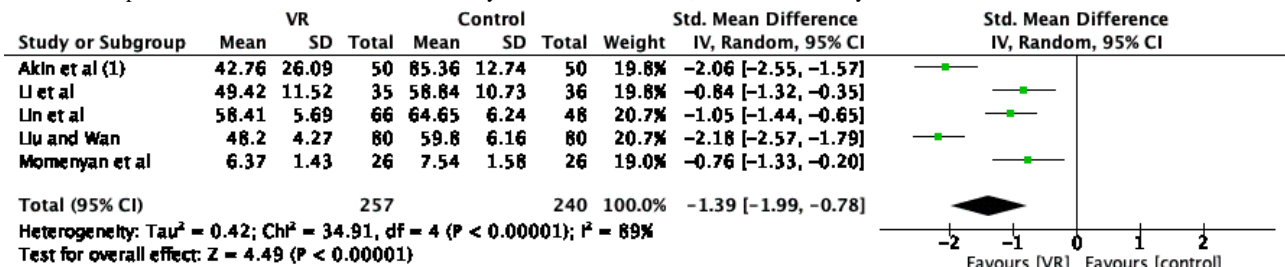 VR Control Std. Mean Difference Std. Mean Difference
Study or Subgroup Mean SD Total Mean SD Total Weight IV, Random, 95% CI IV, Random, 95% CI
Akin et al (1) 42.76 26.09 50 85.36 12.74 50 19.8% −2.06 [−2.55, −1.57]
Li et al 49.42 11.52 35 58.84 10.73 36 19.8% −0.84 [−1.32, −0.35]
Lin et al 58.41 5.69 66 64.65 6.24 48 20.7% −1.05 [−1.44, −0.65]
Liu and Wan 48.2 4.27 80 59.8 6.16 80 20.7% −2.18 [−2.57, −1.79]
Momenyan et al 6.37 1.43 26 7.54 1.58 26 19.0% −0.76 [−1.33, −0.20]
Total (95% CI) 257 240 100.0% −1.39 [−1.99, −0.78]
Heterogeneity: Tau² = 0.42; Chi² = 34.91, df = 4 (P < 0.00001); I² = 89%
−2 −1 0 1 2
Test for overall effect: Z = 4.49 (P < 0.00001)
Favours [VR] Favours [control]